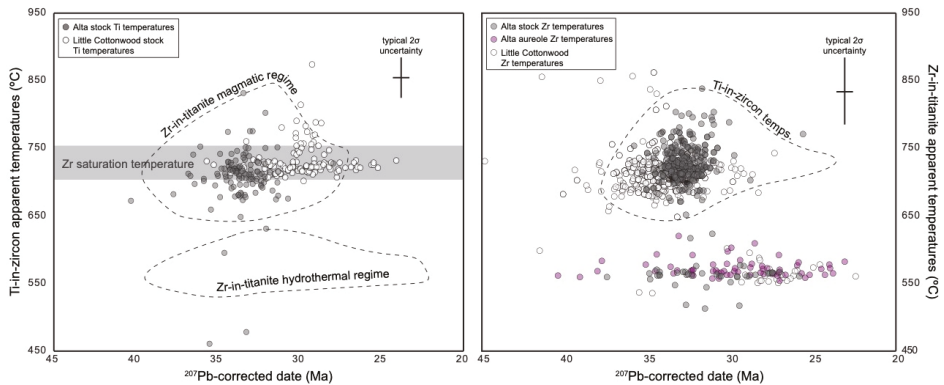 950
850
750
650
550
450
Ti-in-zircon apparent temperatures (ºC)
Alta stock Ti temperatures
Little Cottonwood stock
Ti temperatures
typical 2σ
uncertainty
Zr-in-titanite magmatic regime
Zr saturation temperature
Zr-in-titanite hydrothermal regime
45
40
35
30
25
20
²⁰⁷Pb-corrected date (Ma)
Alta stock Zr temperatures
Alta aureole Zr temperatures
Little Cottonwood
Zr temperatures
typical 2σ
uncertainty
Ti-in-zircon temps.
45
40
35
30
25
20
²⁰⁷Pb-corrected date (Ma)
950
850
750
650
550
450
Zr-in-titanite apparent temperatures (ºC)